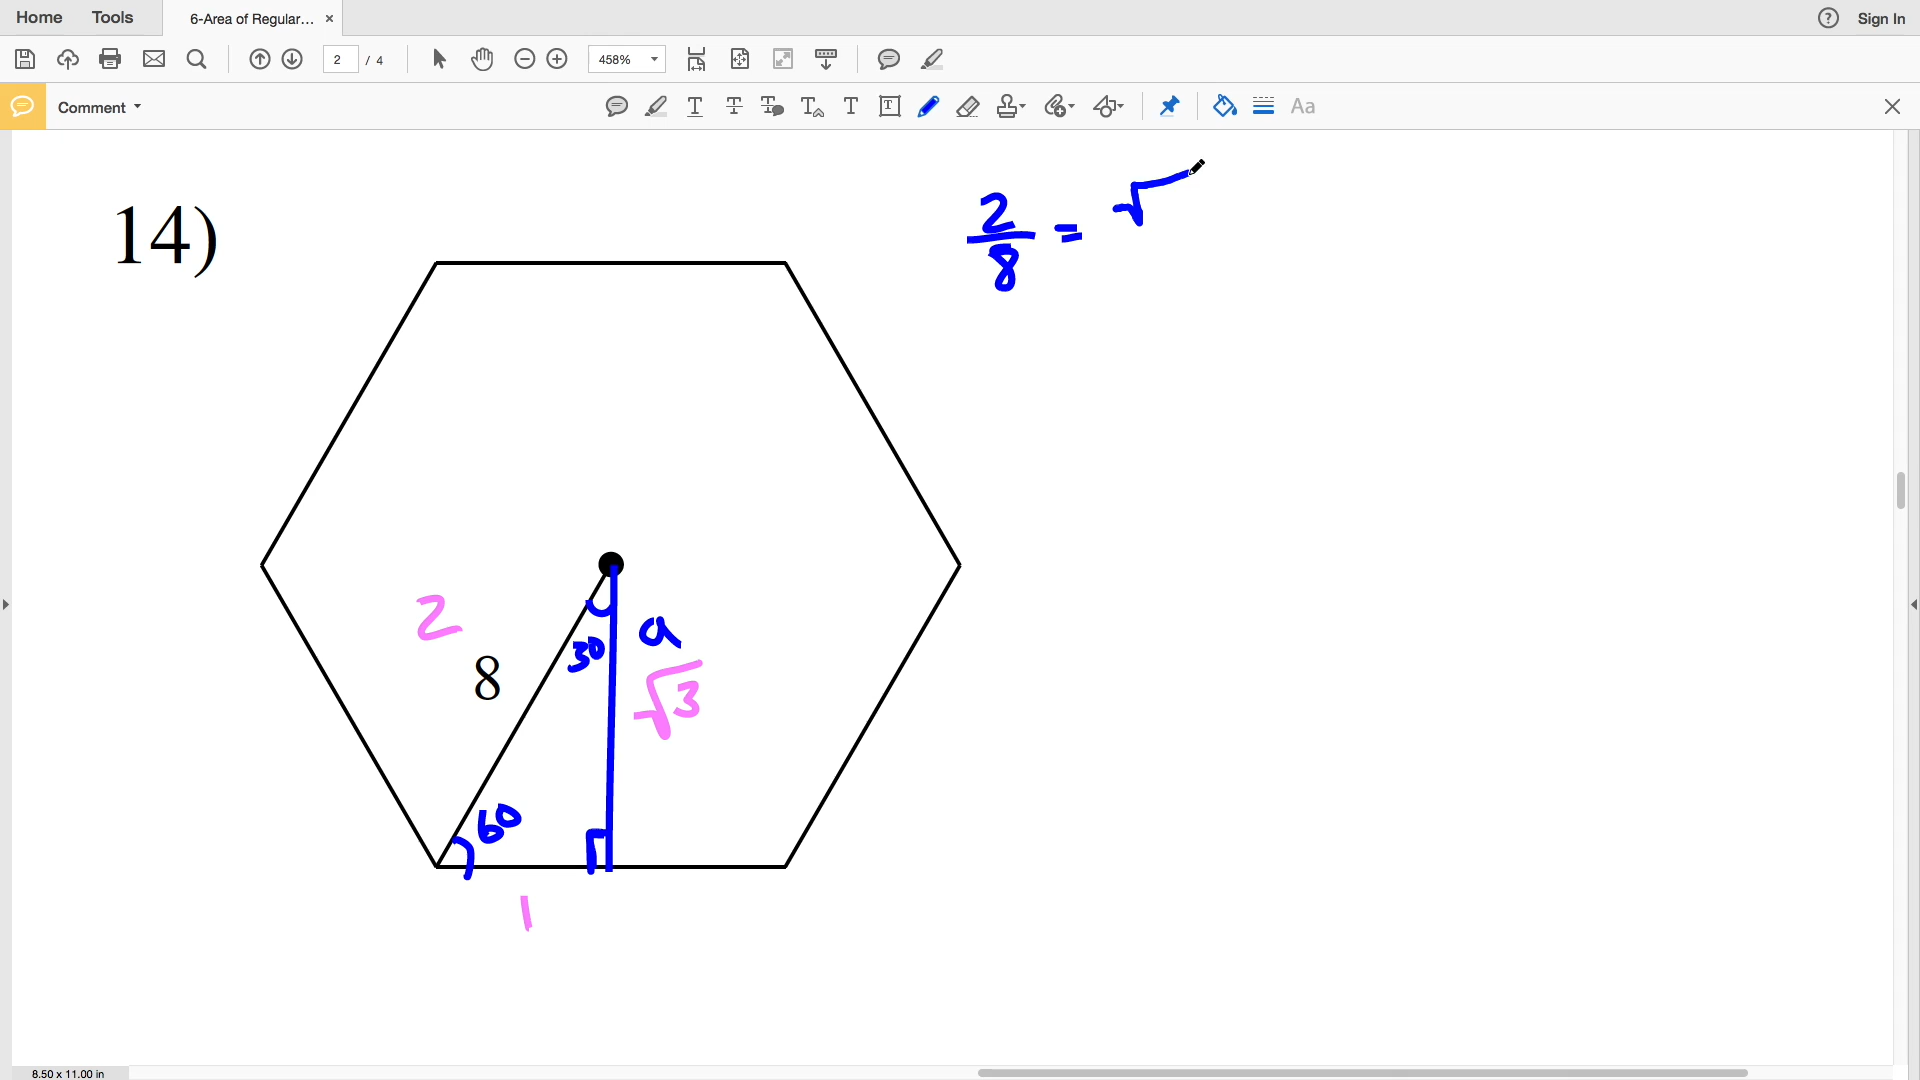 Home Tools 6-Area of Regular... × ? Sign In
2 / 4 458%
Comment Aa
14)
2/8 = √
2
8
30 a
√3
60
1
8.50 x 11.00 in